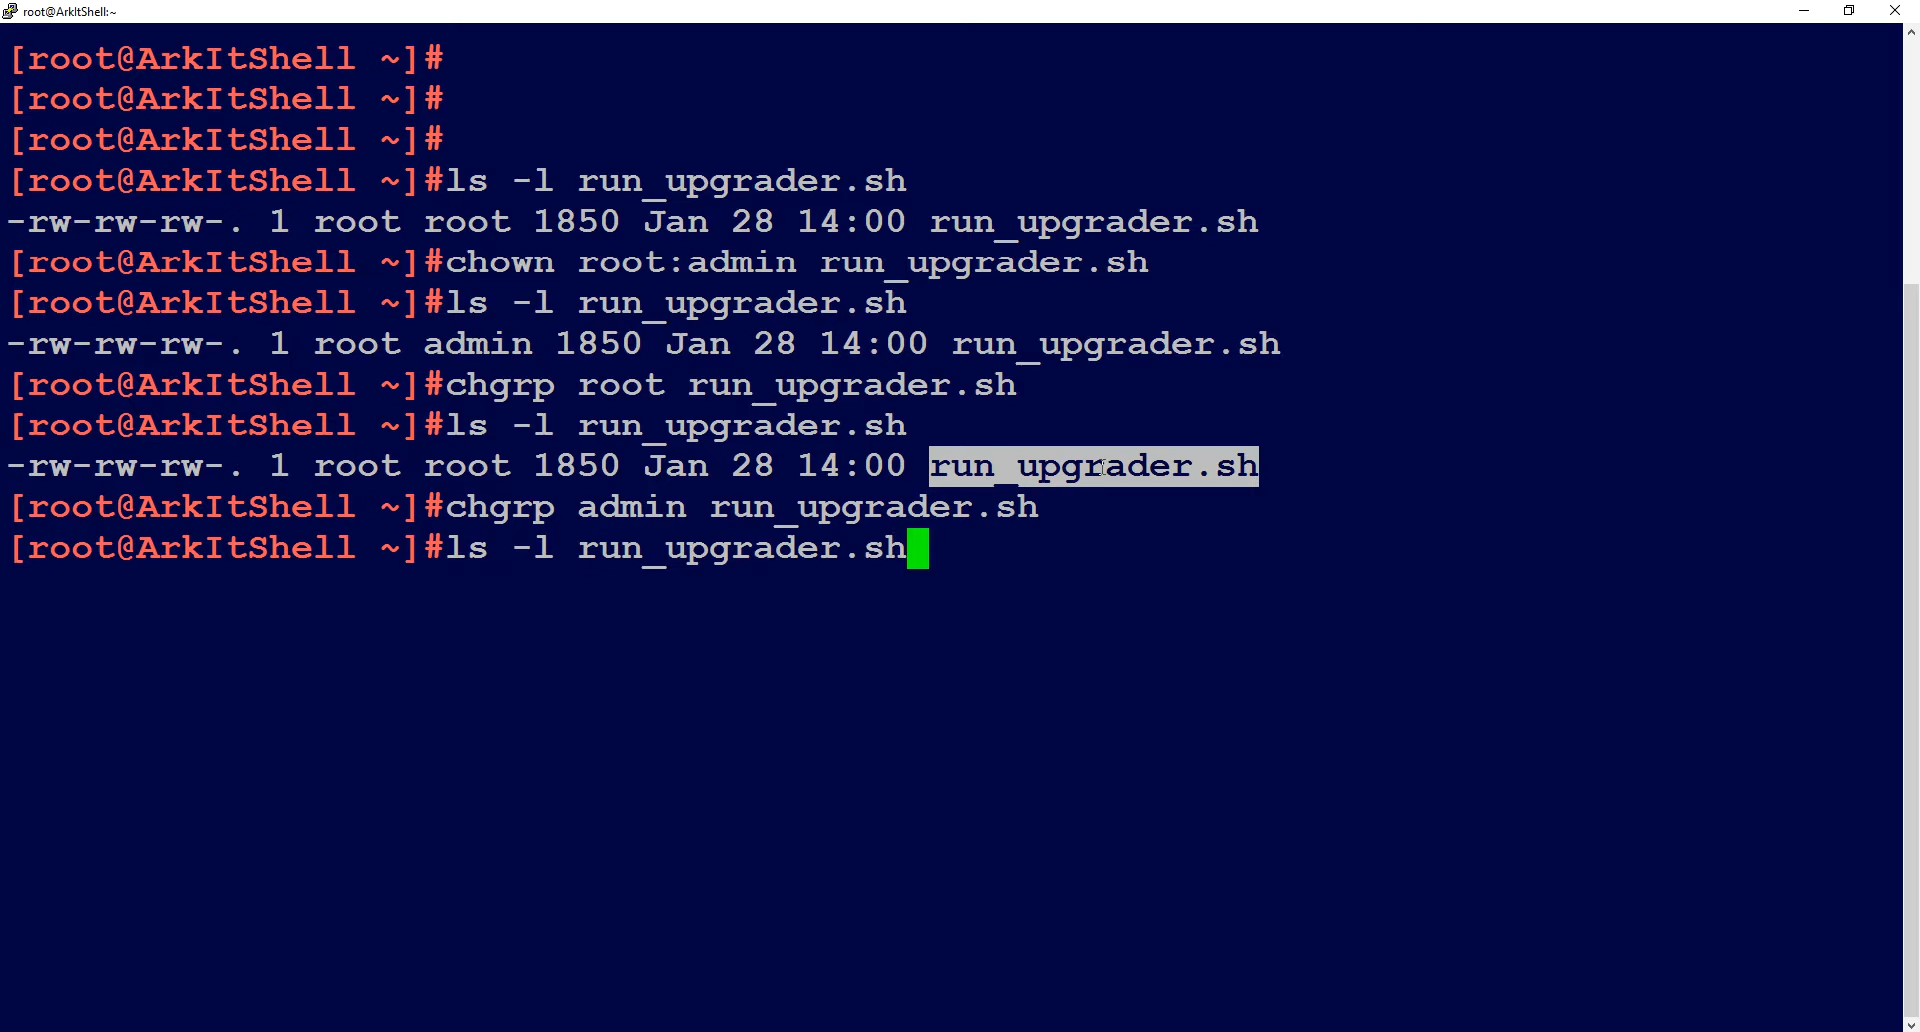 root@ArkItShell:~
[root@ArkItShell ~]#
[root@ArkItShell ~]#
[root@ArkItShell ~]#
[root@ArkItShell ~]#ls -l run_upgrader.sh
-rw-rw-rw-. 1 root root 1850 Jan 28 14:00 run_upgrader.sh
[root@ArkItShell ~]#chown root:admin run_upgrader.sh
[root@ArkItShell ~]#ls -l run_upgrader.sh
-rw-rw-rw-. 1 root admin 1850 Jan 28 14:00 run_upgrader.sh
[root@ArkItShell ~]#chgrp root run_upgrader.sh
[root@ArkItShell ~]#ls -l run_upgrader.sh
-rw-rw-rw-. 1 root root 1850 Jan 28 14:00 run_upgrader.sh
[root@ArkItShell ~]#chgrp admin run_upgrader.sh
[root@ArkItShell ~]#ls -l run_upgrader.sh